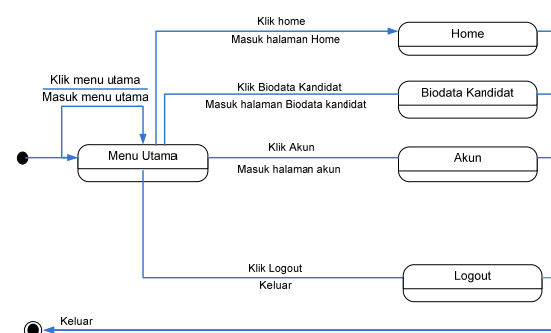 Klik home
Masuk halaman Home
Home
Klik menu utama
Masuk menu utama
Klik Biodata Kandidat
Masuk halaman Biodata kandidat
Biodata Kandidat
Menu Utama
Klik Akun
Masuk halaman akun
Akun
Klik Logout
Keluar
Logout
Keluar